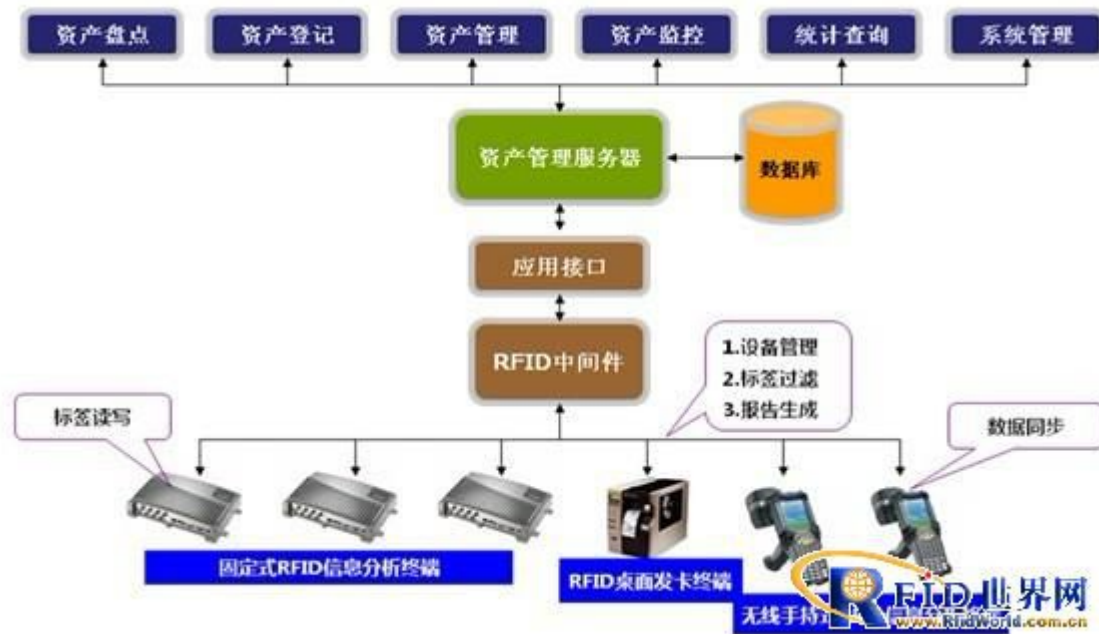 资产盘点
资产登记
资产管理
资产监控
统计查询
系统管理
资产管理服务器
数据库
应用接口
RFID中间件
1.设备管理
2.标签过滤
3.报告生成
标签读写
数据同步
固定式RFID信息分析终端
RFID桌面发卡终端
无线手持
RFID世界网
www.RfidWorld.com.cn